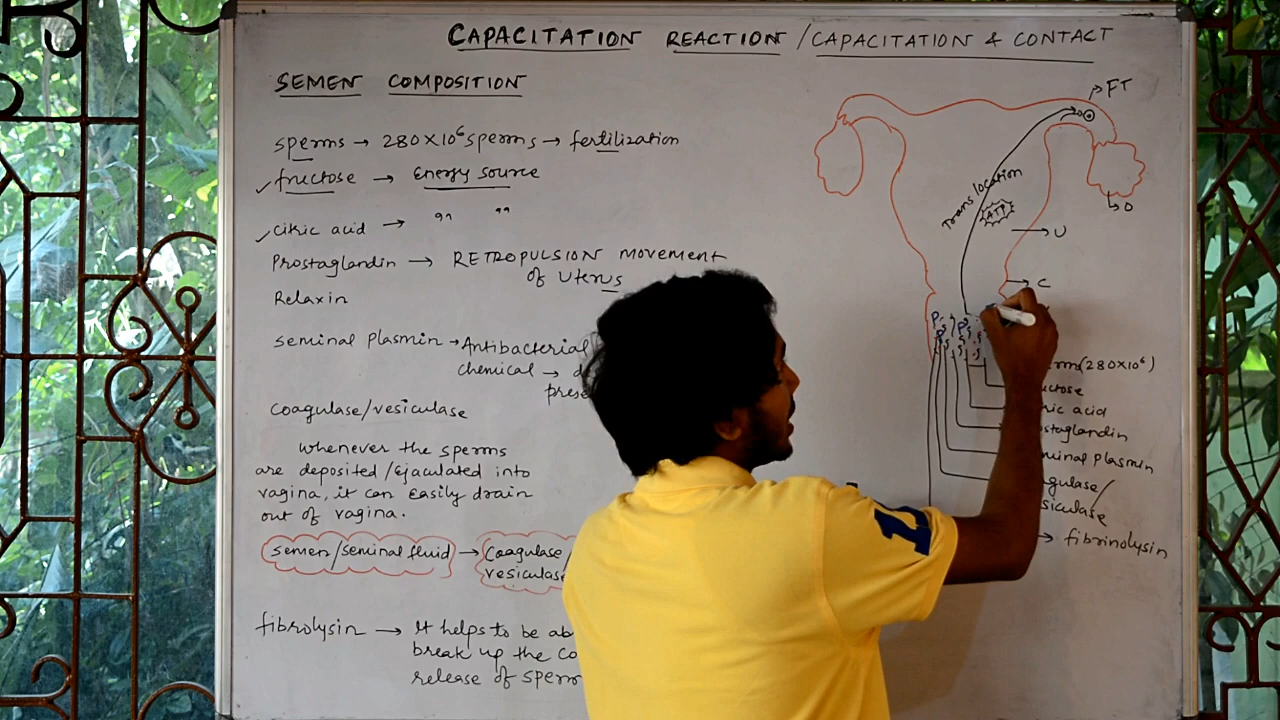 CAPACITATION REACTION / CAPACITATION & CONTACT
SEMEN COMPOSITION
sperms → 280×10⁶ sperms → fertilization
✓ fructose → Energy source
✓ citric acid → " "
Prostaglandin → RETROPULSION movement
of Uterus
Relaxin
seminal plasmin → Antibacterial
chemical →
Coagulase/vesiculase
whenever the sperms
are deposited/ejaculated into
vagina, it can easily drain
out of vagina.
semen/seminal fluid → Coagulase
vesiculase
fibrolysin → It helps to be
break up the
release of sperm
FT
O
Trans location
ATP
U
C
(280×10⁶)
acid
plasmin
→ fibrinolysin
12